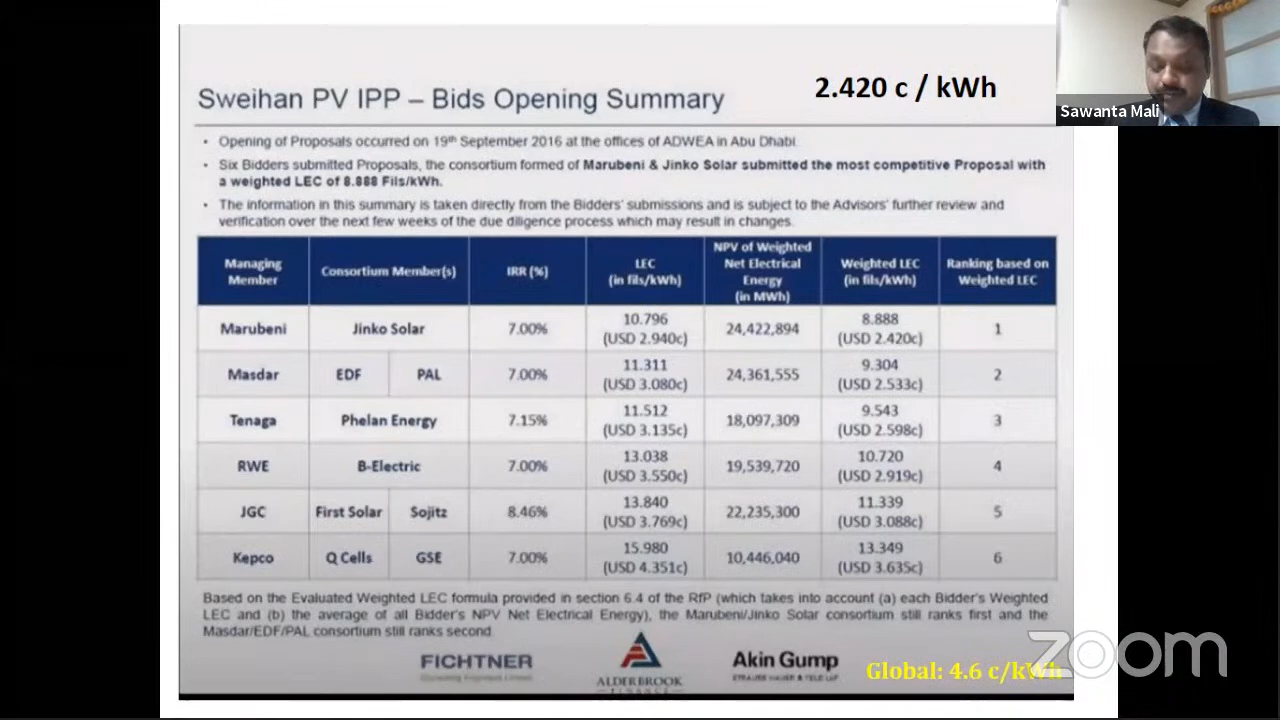 2.420 c / kWh
Sawanta Mali
Sweihan PV IPP – Bids Opening Summary
• Opening of Proposals occurred on 19th September 2016 at the offices of ADWEA in Abu Dhabi.
• Six Bidders submitted Proposals, the consortium formed of Marubeni & Jinko Solar submitted the most competitive Proposal with
a weighted LEC of 8.888 Fils/kWh.
• The information in this summary is taken directly from the Bidders' submissions and is subject to the Advisors' further review and
verification over the next few weeks of the due diligence process which may result in changes.
Managing Member Consortium Member(s) IRR (%) LEC (in fils/kWh) NPV of Weighted Net Electrical Energy (in MWh) Weighted LEC (in fils/kWh) Ranking based on Weighted LEC
Marubeni Jinko Solar 7.00% 10.796 (USD 2.940c) 24,422,894 8.888 (USD 2.420c) 1
Masdar EDF PAL 7.00% 11.311 (USD 3.080c) 24,361,555 9.304 (USD 2.533c) 2
Tenaga Phelan Energy 7.15% 11.512 (USD 3.135c) 18,097,309 9.543 (USD 2.598c) 3
RWE B-Electric 7.00% 13.038 (USD 3.550c) 19,539,720 10.720 (USD 2.919c) 4
JGC First Solar Sojitz 8.46% 13.840 (USD 3.769c) 22,235,300 11.339 (USD 3.088c) 5
Kepco Q Cells GSE 7.00% 15.980 (USD 4.351c) 10,446,040 13.349 (USD 3.635c) 6
Based on the Evaluated Weighted LEC formula provided in section 6.4 of the RfP (which takes into account (a) each Bidder's Weighted
LEC and (b) the average of all Bidder's NPV Net Electrical Energy), the Marubeni/Jinko Solar consortium still ranks first and the
Masdar/EDF/PAL consortium still ranks second.
FICHTNER
ALDERBROOK
FINANCE
Akin Gump
Global: 4.6 c/kWh
zoom